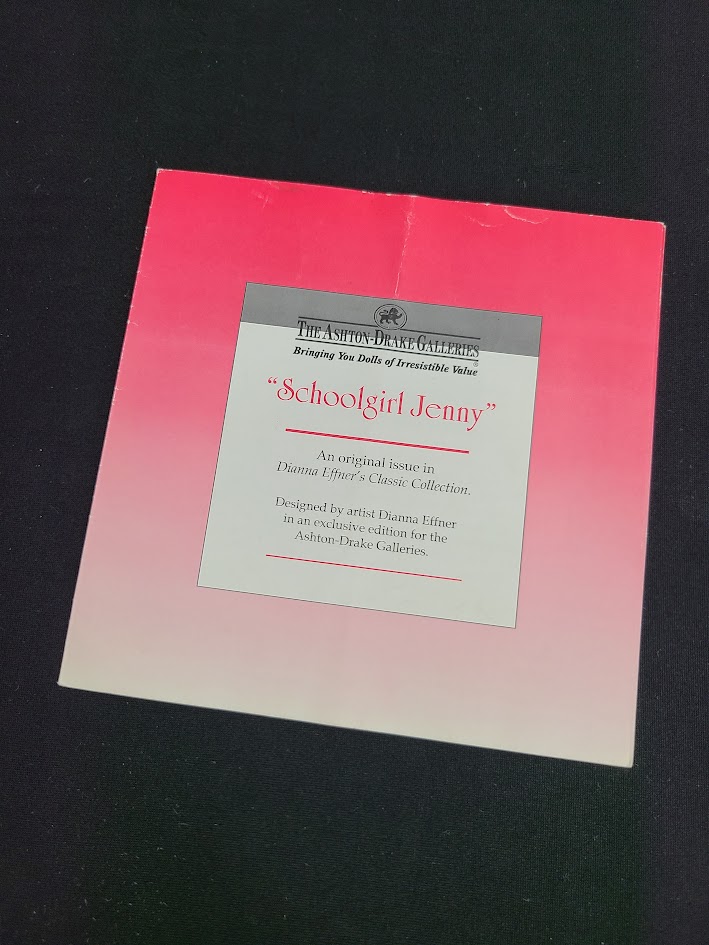 THE ASHTON-DRAKE GALLERIES
®
Bringing You Dolls of Irresistible Value
“Schoolgirl Jenny”
An original issue in
Dianna Effner's Classic Collection.
Designed by artist Dianna Effner
in an exclusive edition for the
Ashton-Drake Galleries.